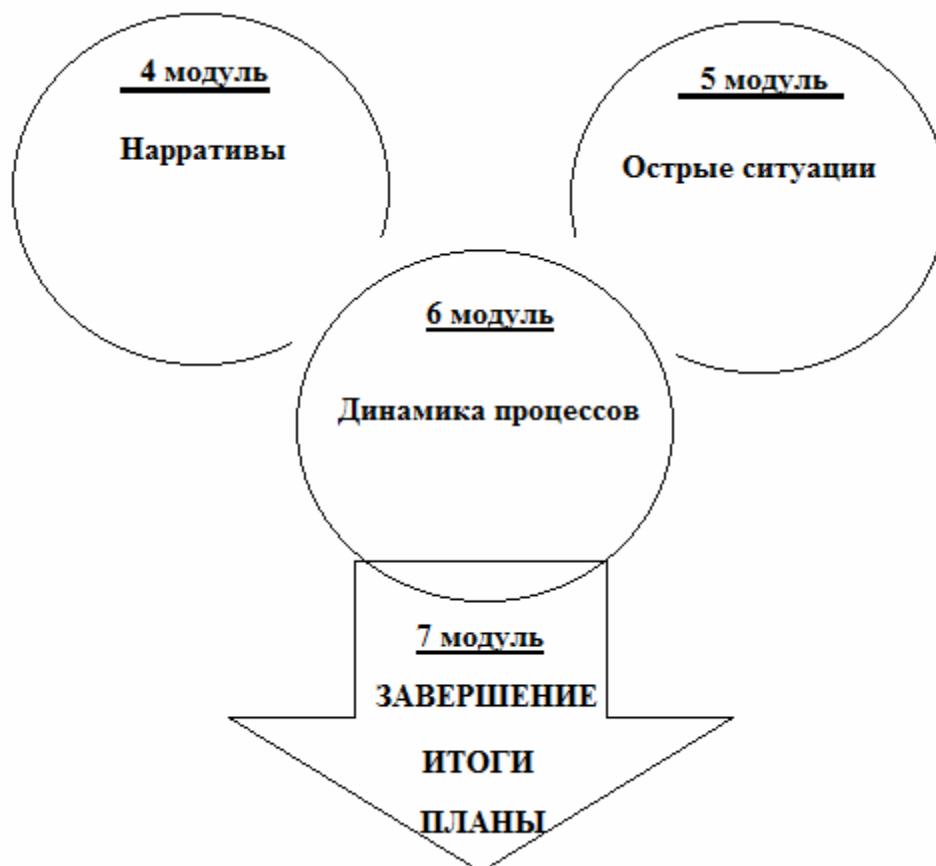 4 модуль
Нарративы
5 модуль
Острые ситуации
6 модуль
Динамика процессов
7 модуль
ЗАВЕРШЕНИЕ
ИТОГИ
ПЛАНЫ